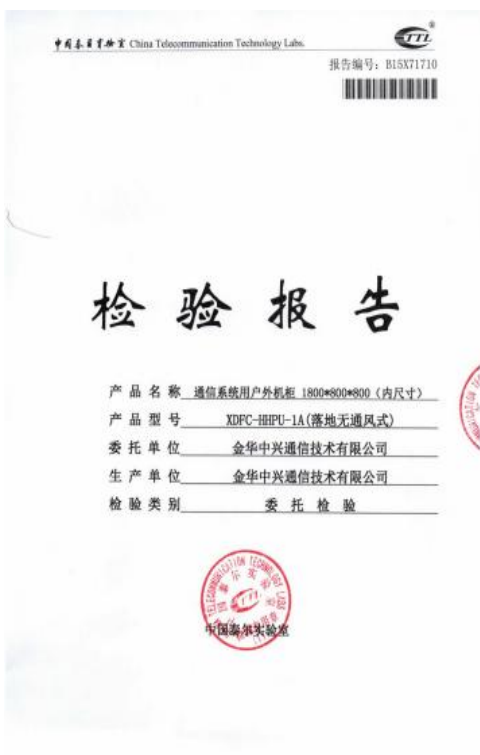 中国泰尔实验室 China Telecommunication Technology Labs.
TTL
报告编号: B15X71710
检验报告
产品名称 通信系统用户外机柜 1800*800*800（内尺寸）
产品型号 XDFC-HHPU-1A(落地无通风式)
委托单位 金华中兴通信技术有限公司
生产单位 金华中兴通信技术有限公司
检验类别 委托检验
中国泰尔实验室